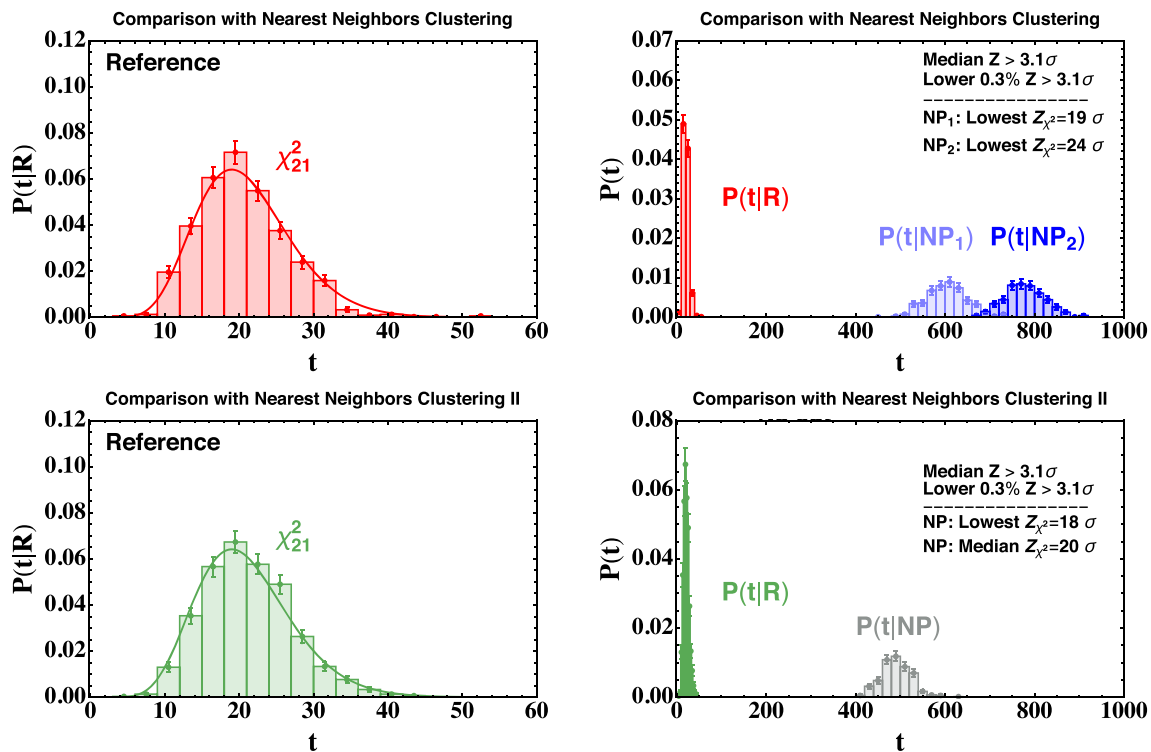 Comparison with Nearest Neighbors Clustering
Reference
χ²₂₁
P(t|R)
0.12
0.10
0.08
0.06
0.04
0.02
0.00
0 10 20 30 40 50 60
t
Comparison with Nearest Neighbors Clustering
Median Z > 3.1σ
Lower 0.3% Z > 3.1σ
NP₁: Lowest Zχ²=19 σ
NP₂: Lowest Zχ²=24 σ
P(t|R)
P(t|NP₁) P(t|NP₂)
P(t)
0.07
0.06
0.05
0.04
0.03
0.02
0.01
0.00
0 200 400 600 800 1000
t
Comparison with Nearest Neighbors Clustering II
Reference
χ²₂₁
P(t|R)
0.12
0.10
0.08
0.06
0.04
0.02
0.00
0 10 20 30 40 50 60
t
Comparison with Nearest Neighbors Clustering II
Median Z > 3.1σ
Lower 0.3% Z > 3.1σ
NP: Lowest Zχ²=18 σ
NP: Median Zχ²=20 σ
P(t|R)
P(t|NP)
P(t)
0.08
0.06
0.04
0.02
0.00
0 200 400 600 800 1000
t